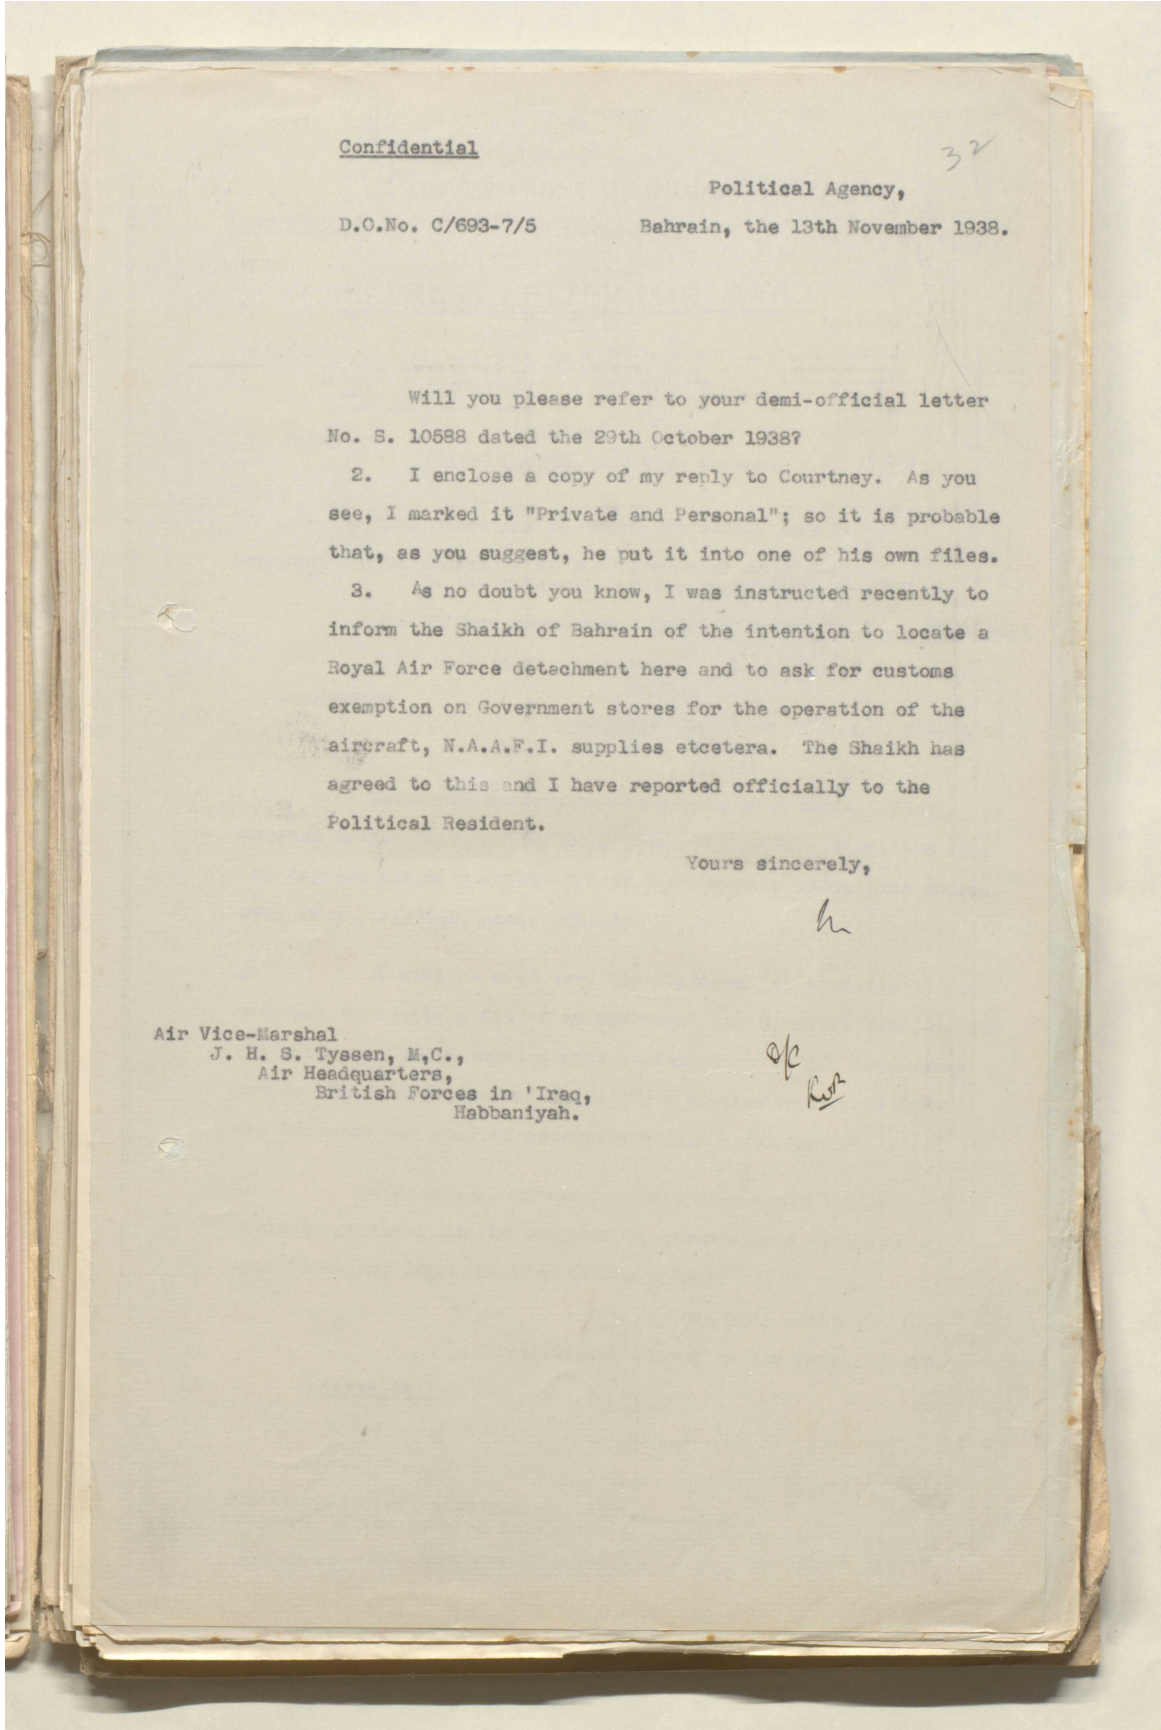 Confidential
32
Political Agency,
D.O.No. C/693-7/5 Bahrain, the 13th November 1938.
Will you please refer to your demi-official letter
No. S. 10588 dated the 29th October 1938?
2. I enclose a copy of my reply to Courtney. As you
see, I marked it "Private and Personal"; so it is probable
that, as you suggest, he put it into one of his own files.
3. As no doubt you know, I was instructed recently to
inform the Shaikh of Bahrain of the intention to locate a
Royal Air Force detachment here and to ask for customs
exemption on Government stores for the operation of the
aircraft, N.A.A.F.I. supplies etcetera. The Shaikh has
agreed to this and I have reported officially to the
Political Resident.
Yours sincerely,
Air Vice-Marshal
J. H. S. Tyssen, M,C.,
Air Headquarters,
British Forces in 'Iraq,
Habbaniyah.